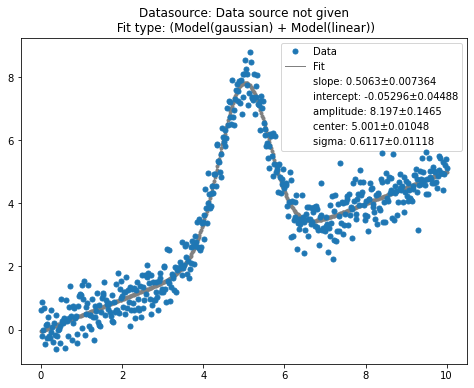 Datasource: Data source not given
Fit type: (Model(gaussian) + Model(linear))
Data
Fit
slope: 0.5063±0.007364
intercept: -0.05296±0.04488
amplitude: 8.197±0.1465
center: 5.001±0.01048
sigma: 0.6117±0.01118
8
6
4
2
0
0 2 4 6 8 10